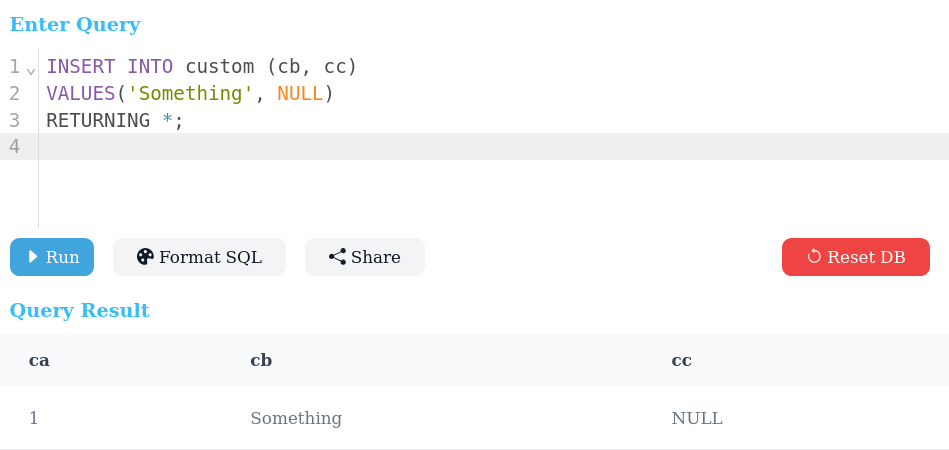 Enter Query
1 INSERT INTO custom (cb, cc)
2 VALUES('Something', NULL)
3 RETURNING *;
4
Run Format SQL Share Reset DB
Query Result
ca cb cc
1 Something NULL